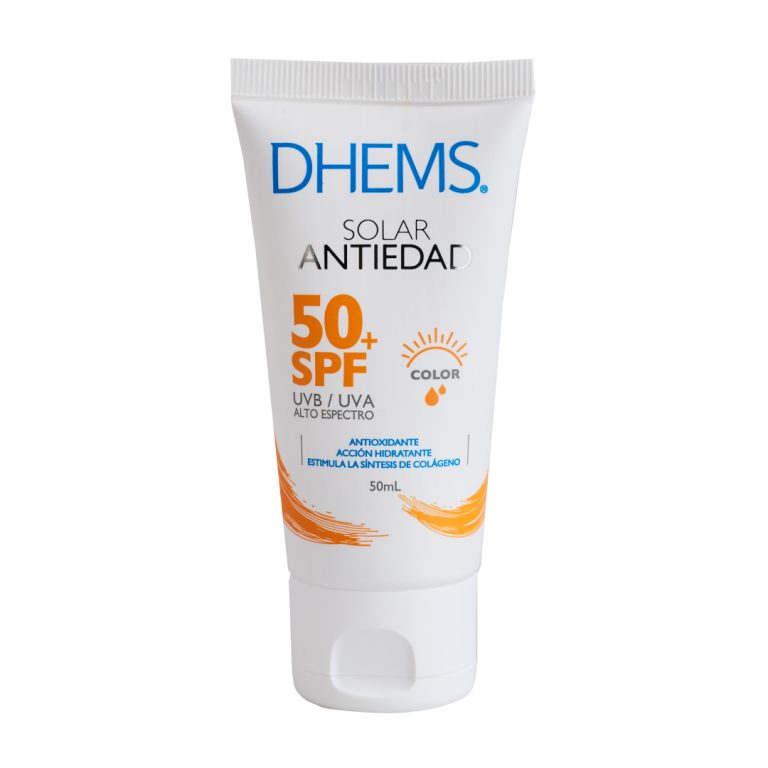 DHEMS®
SOLAR
ANTIEDAD
50+
SPF
UVB / UVA
ALTO ESPECTRO
COLOR
ANTIOXIDANTE
ACCIÓN HIDRATANTE
ESTIMULA LA SÍNTESIS DE COLÁGENO
50mL